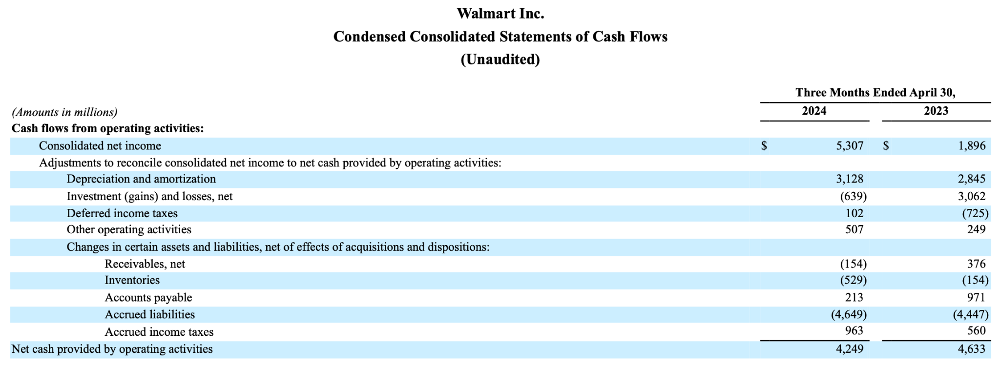 Walmart Inc.
Condensed Consolidated Statements of Cash Flows
(Unaudited)
Three Months Ended April 30,
(Amounts in millions) 2024 2023
Cash flows from operating activities:
Consolidated net income $ 5,307 $ 1,896
Adjustments to reconcile consolidated net income to net cash provided by operating activities:
Depreciation and amortization 3,128 2,845
Investment (gains) and losses, net (639) 3,062
Deferred income taxes 102 (725)
Other operating activities 507 249
Changes in certain assets and liabilities, net of effects of acquisitions and dispositions:
Receivables, net (154) 376
Inventories (529) (154)
Accounts payable 213 971
Accrued liabilities (4,649) (4,447)
Accrued income taxes 963 560
Net cash provided by operating activities 4,249 4,633